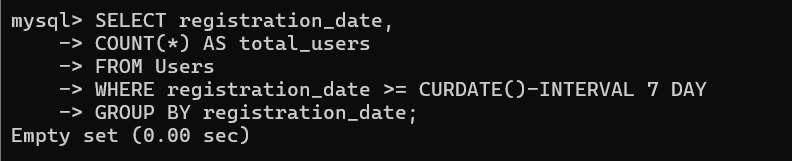 mysql> SELECT registration_date,
    -> COUNT(*) AS total_users
    -> FROM Users
    -> WHERE registration_date >= CURDATE()-INTERVAL 7 DAY
    -> GROUP BY registration_date;
Empty set (0.00 sec)